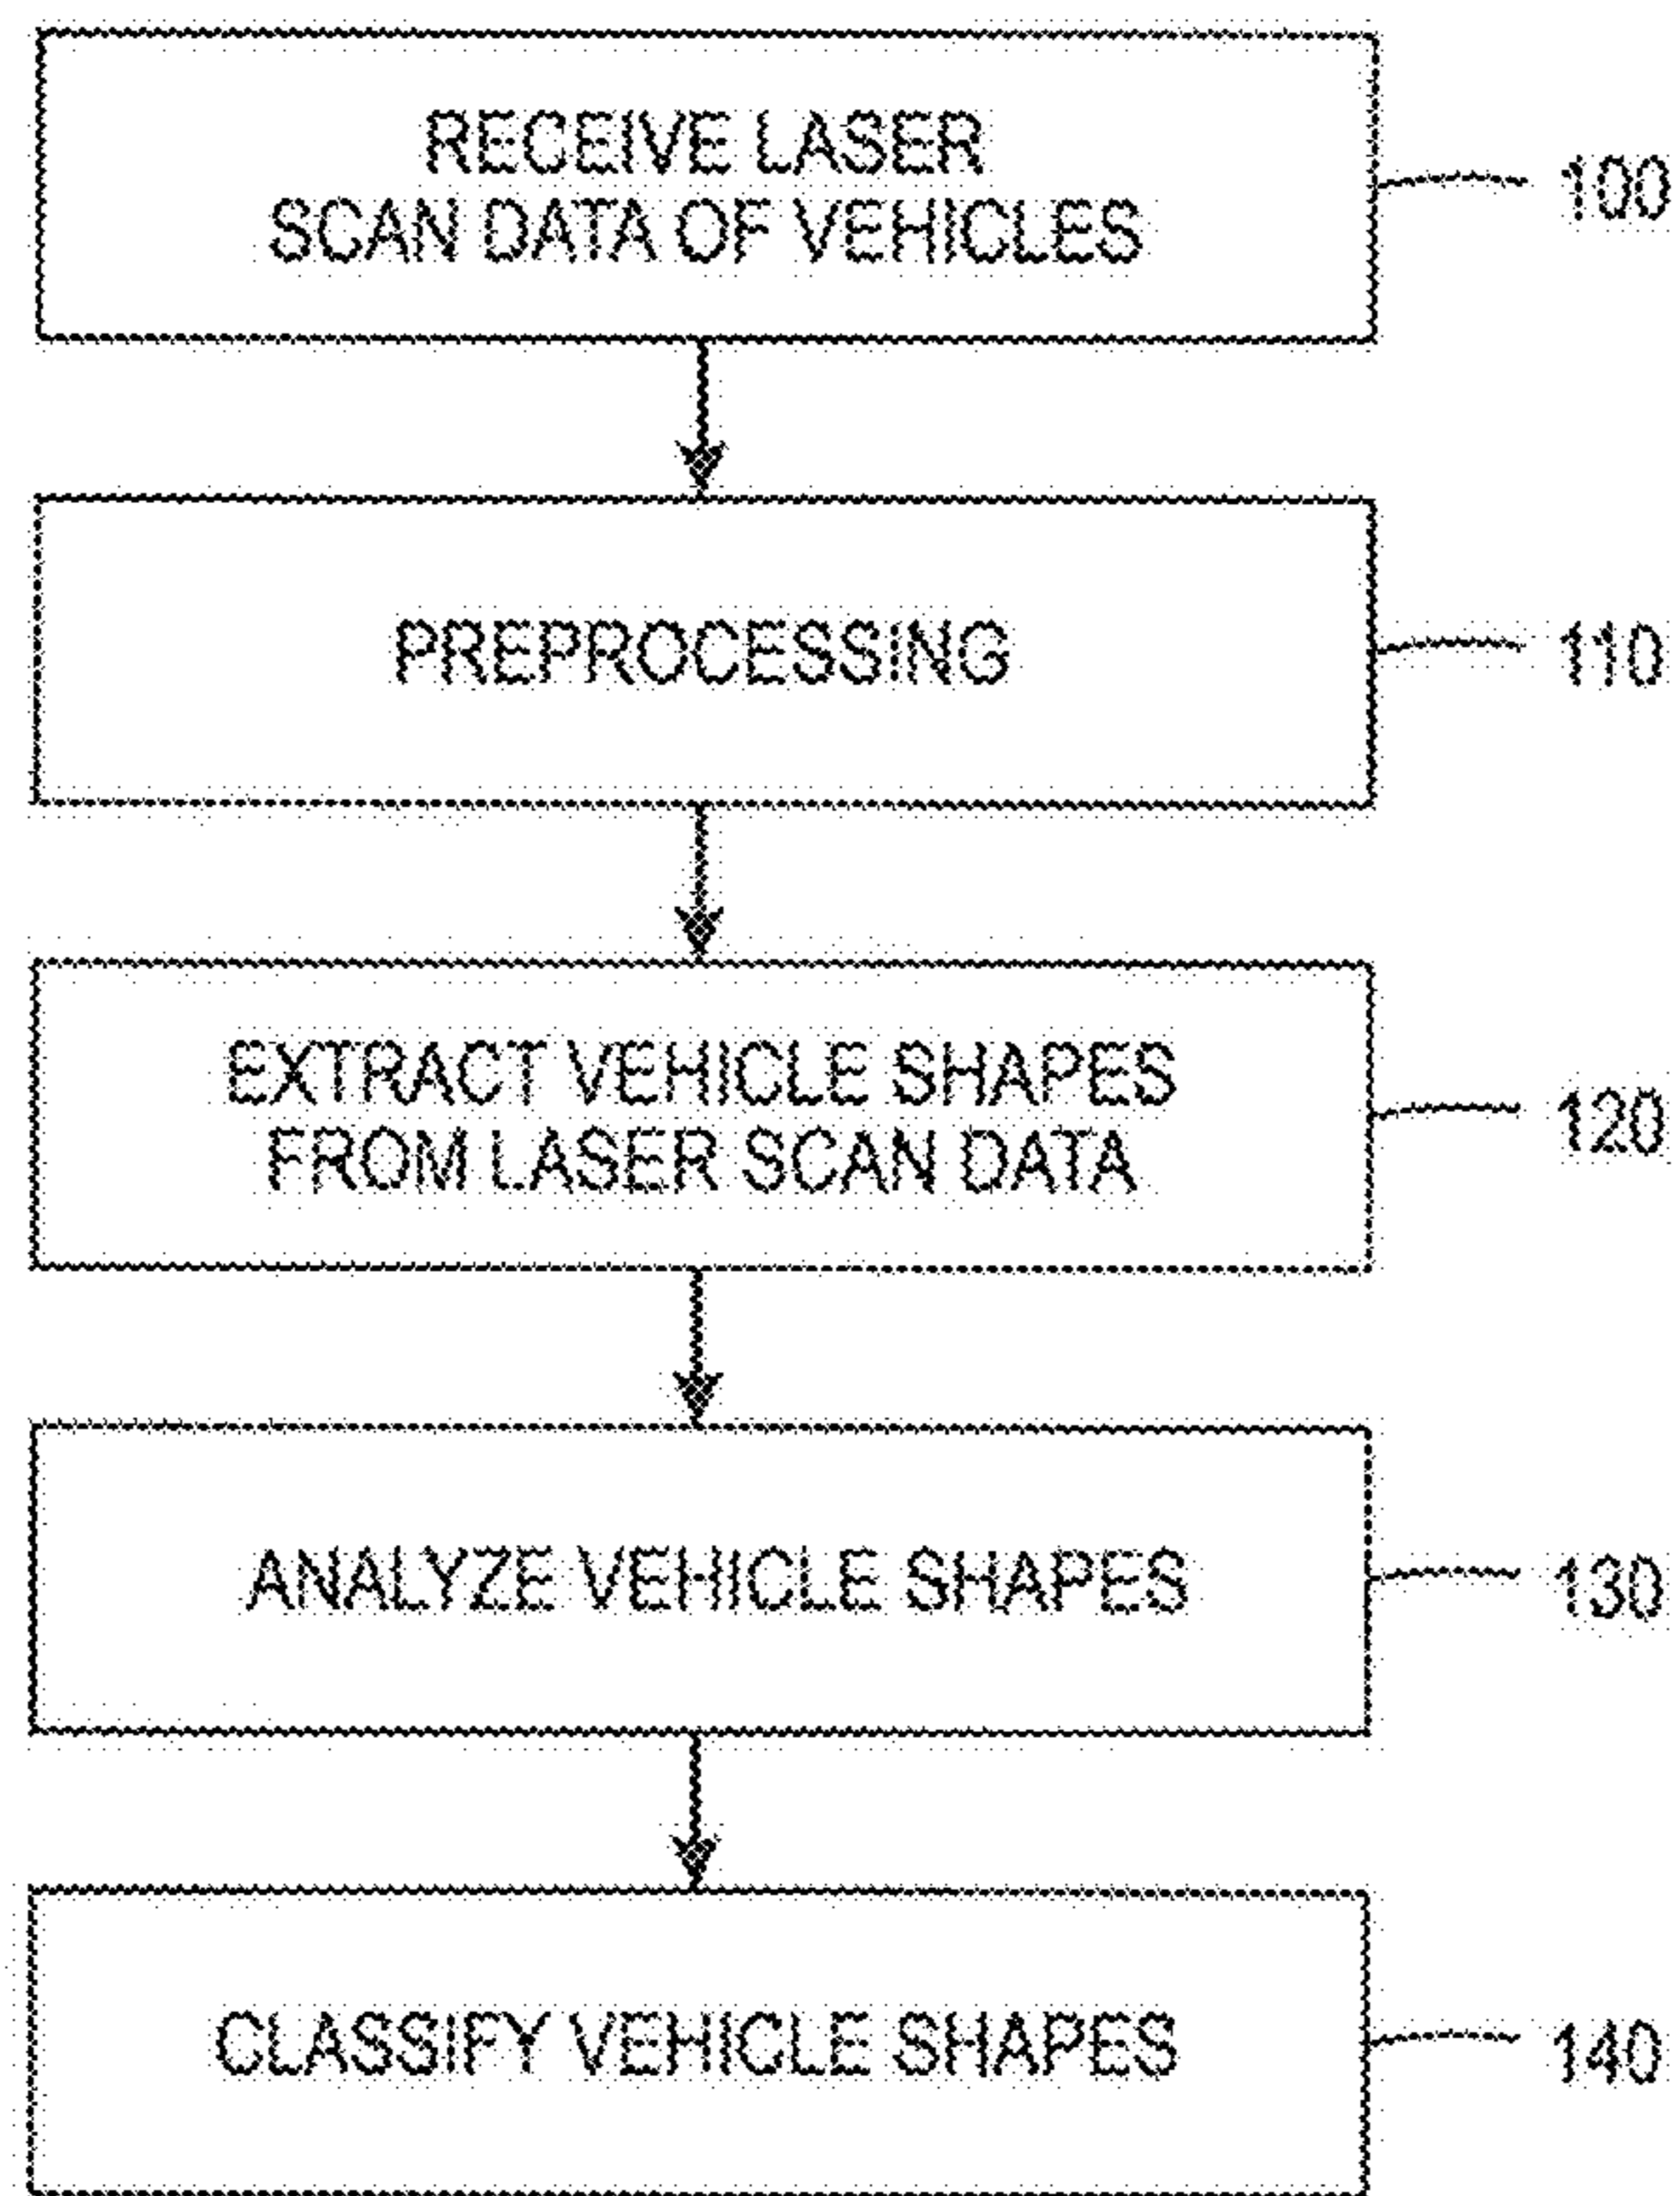 RECEIVE LASER
SCAN DATA OF VEHICLES
100
PREPROCESSING
110
EXTRACT VEHICLE SHAPES
FROM LASER SCAN DATA
120
ANALYZE VEHICLE SHAPES
130
CLASSIFY VEHICLE SHAPES
140